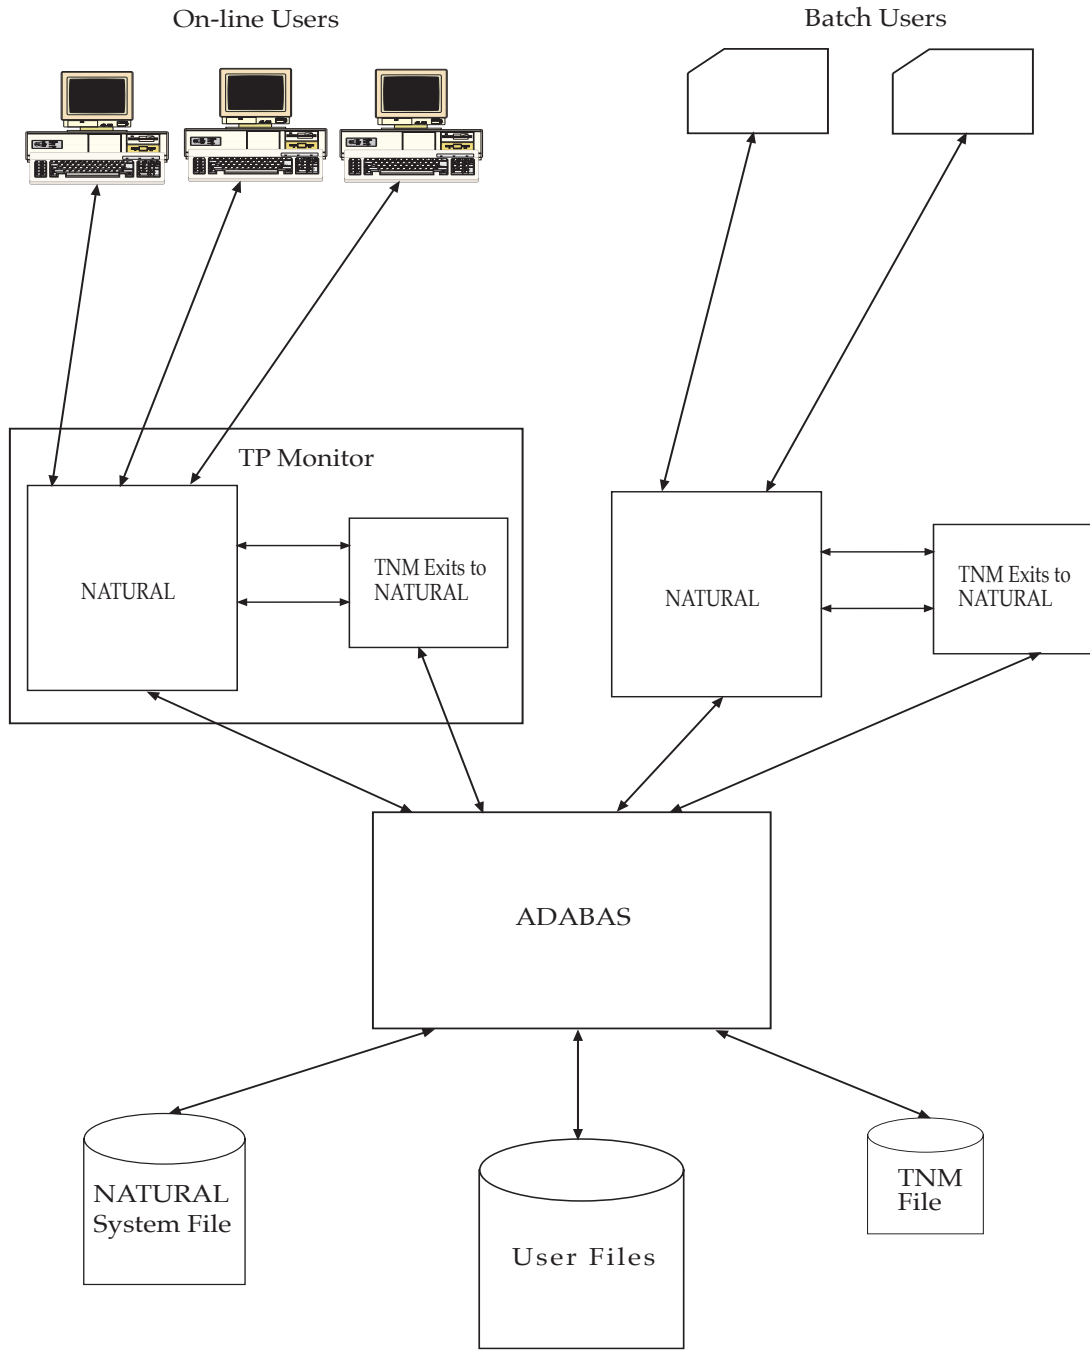 On-line Users
Batch Users
TP Monitor
NATURAL
TNM Exits to
NATURAL
NATURAL
TNM Exits to
NATURAL
ADABAS
NATURAL
System File
User Files
TNM
File